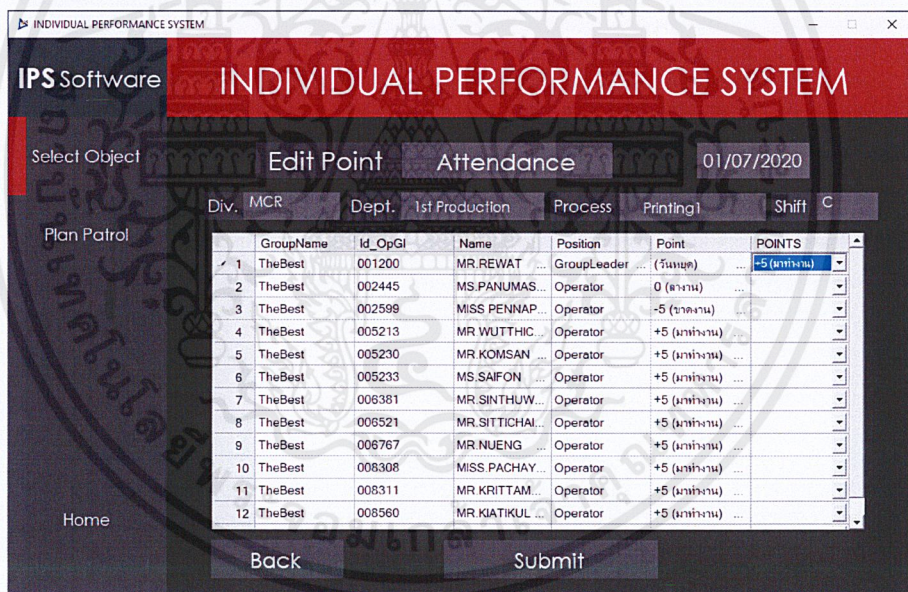 INDIVIDUAL PERFORMANCE SYSTEM
IPS Software
INDIVIDUAL PERFORMANCE SYSTEM
Select Object
Edit Point Attendance 01/07/2020
Div. MCR Dept. 1st Production Process Printing1 Shift C
Plan Patrol
GroupName Id_OpGl Name Position Point POINTS
1 TheBest 001200 MR.REWAT ... GroupLeader ... (วันหยุด) ... +5 (มาทำงาน)
2 TheBest 002445 MS.PANUMAS... Operator 0 (ลางาน) ...
3 TheBest 002599 MISS PENNAP... Operator -5 (ขาดงาน) ...
4 TheBest 005213 MR WUTTHIC... Operator +5 (มาทำงาน) ...
5 TheBest 005230 MR.KOMSAN ... Operator +5 (มาทำงาน) ...
6 TheBest 005233 MS.SAIFON ... Operator +5 (มาทำงาน) ...
7 TheBest 006381 MR.SINTHUW... Operator +5 (มาทำงาน) ...
8 TheBest 006521 MR.SITTICHAI... Operator +5 (มาทำงาน) ...
9 TheBest 006767 MR.NUENG ... Operator +5 (มาทำงาน) ...
10 TheBest 008308 MISS.PACHAY... Operator +5 (มาทำงาน) ...
11 TheBest 008311 MR.KRITTAM... Operator +5 (มาทำงาน) ...
12 TheBest 008560 MR.KIATIKUL ... Operator +5 (มาทำงาน) ...
Home
Back Submit